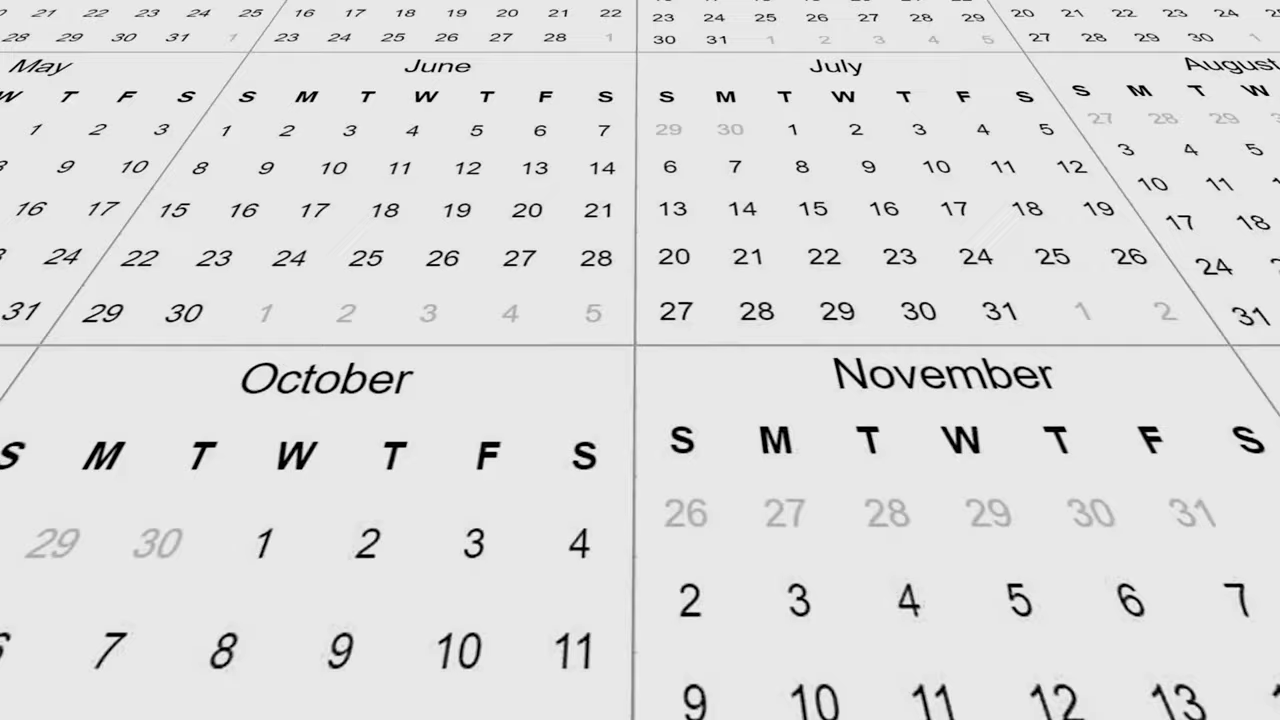 21 22 23 24 25
28 29 30 31 1
16 17 18 19 20 21 22
23 24 25 26 27 28 1
23 24 25 26 27 28 29
30 31 1 2 3 4 5
20 21 22 23 24
27 28 29 30 1
May
W T F S
1 2 3
9 10
16 17
24
31
June
S M T W T F S
1 2 3 4 5 6 7
8 9 10 11 12 13 14
15 16 17 18 19 20 21
22 23 24 25 26 27 28
29 30 1 2 3 4 5
July
S M T W T F S
29 30 1 2 3 4 5
6 7 8 9 10 11 12
13 14 15 16 17 18 19
20 21 22 23 24 25 26
27 28 29 30 31 1 2
August
S M T W
27 28 29
3 4 5
10 11
17 18
24
31
October
S M T W T F S
29 30 1 2 3 4
7 8 9 10 11
November
S M T W T F S
26 27 28 29 30 31
2 3 4 5 6 7
9 10 11 12 13